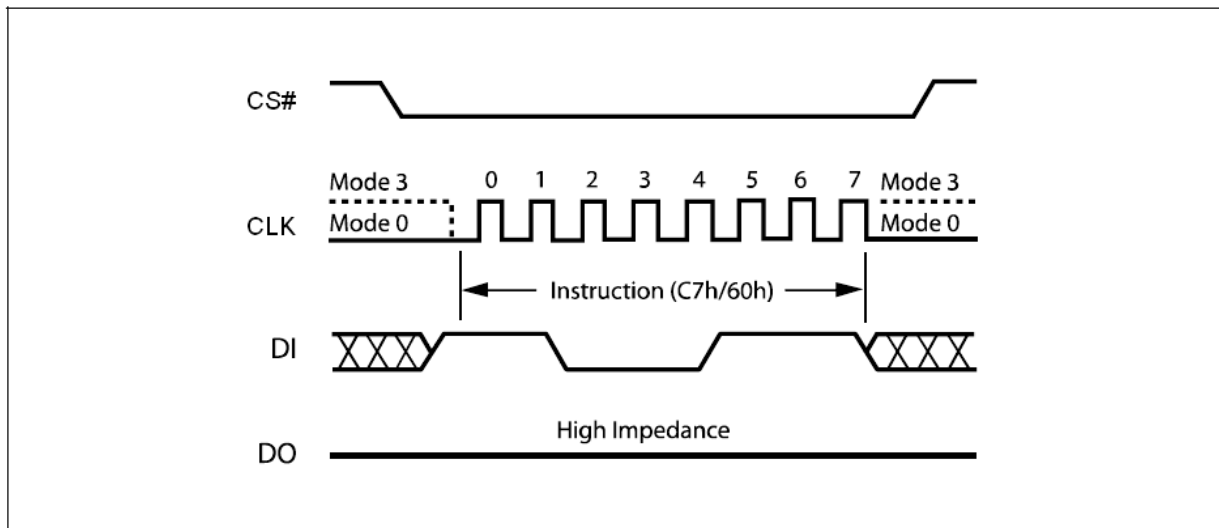 CS#
Mode 3 0 1 2 3 4 5 6 7 Mode 3
CLK Mode 0 Mode 0
Instruction (C7h/60h)
DI
High Impedance
DO